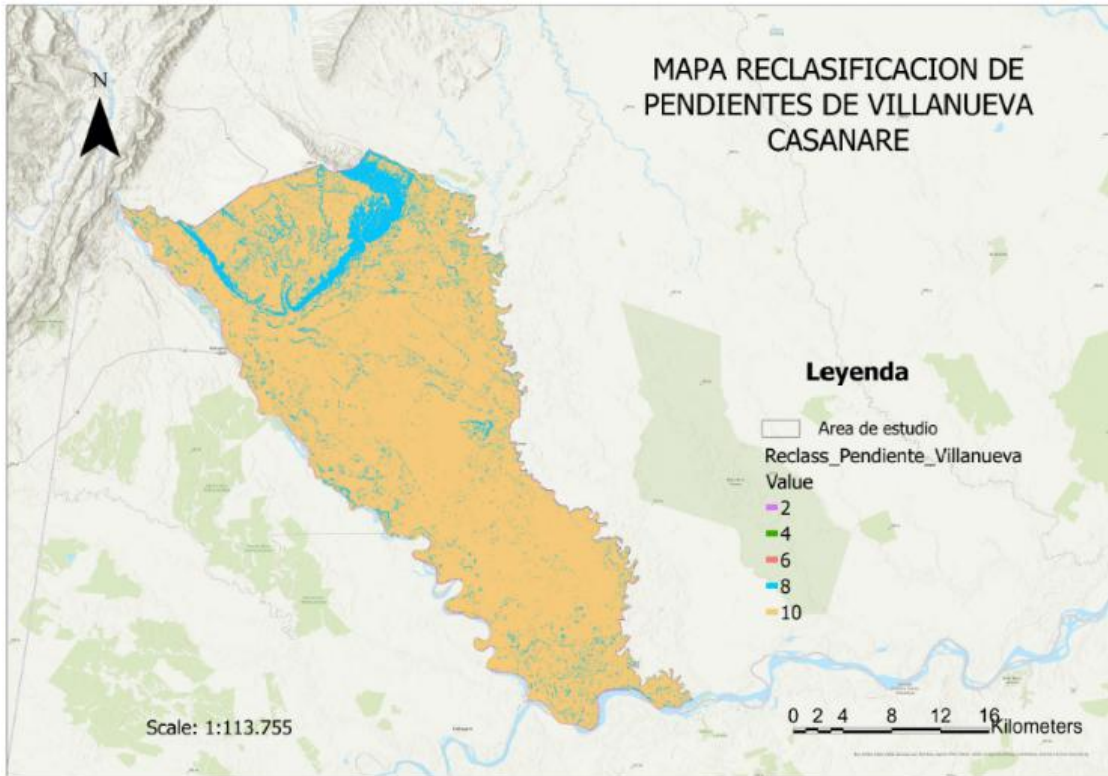 MAPA RECLASIFICACION DE
PENDIENTES DE VILLANUEVA
CASANARE
N
Leyenda
Area de estudio
Reclass_Pendiente_Villanueva
Value
2
4
6
8
10
Scale: 1:113.755
0 2 4 8 12 16
Kilometers